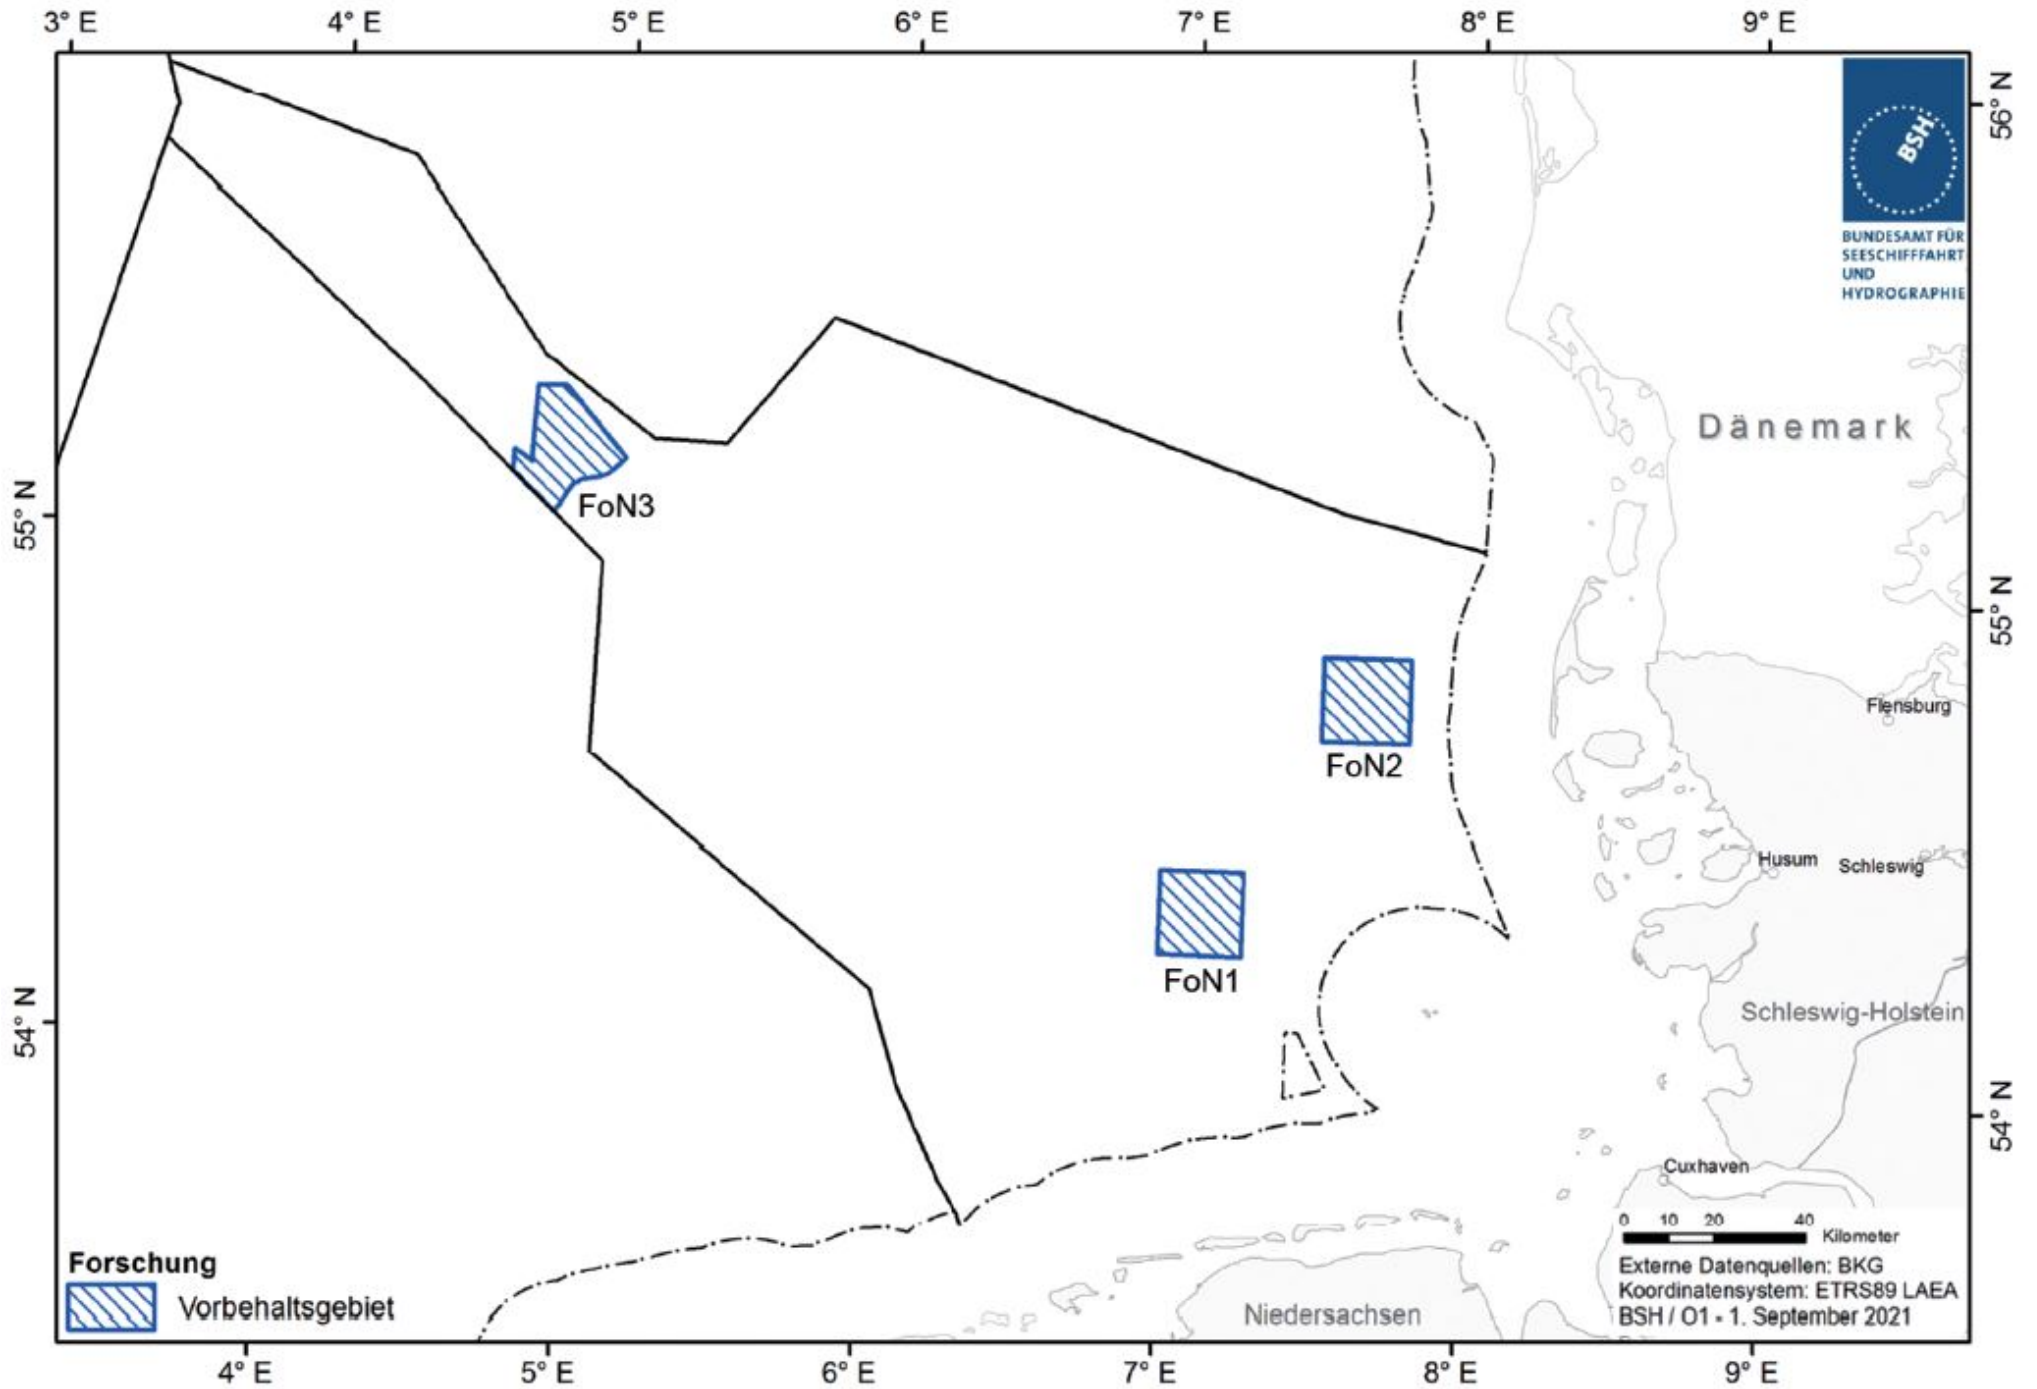 3° E 4° E 5° E 6° E 7° E 8° E 9° E
56° N
BSH
BUNDESAMT FÜR
SEESCHIFFFAHRT
UND
HYDROGRAPHIE
Dänemark
55° N
FoN3
55° N
Flensburg
FoN2
Husum
Schleswig
FoN1
54° N
Schleswig-Holstein
54° N
Cuxhaven
0 10 20 40 Kilometer
Forschung
Vorbehaltsgebiet
Niedersachsen
Externe Datenquellen: BKG
Koordinatensystem: ETRS89 LAEA
BSH / O1 - 1. September 2021
4° E 5° E 6° E 7° E 8° E 9° E